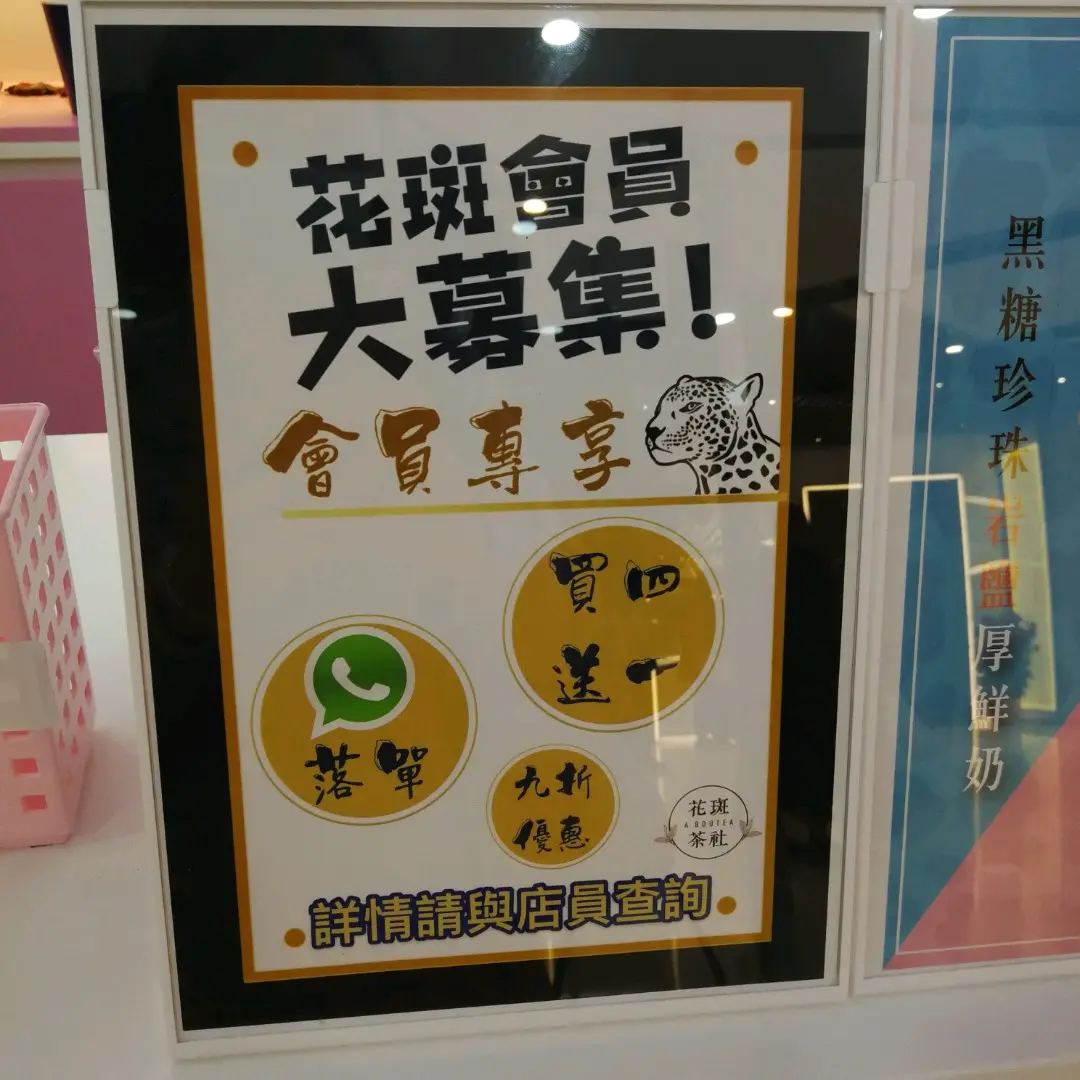 花斑會員
大募集！
會員專享
買四
送一
落單
九折
優惠
花斑
ABOUTEA
茶社
詳情請與店員查詢
黑糖珍珠岩鹽厚鮮奶